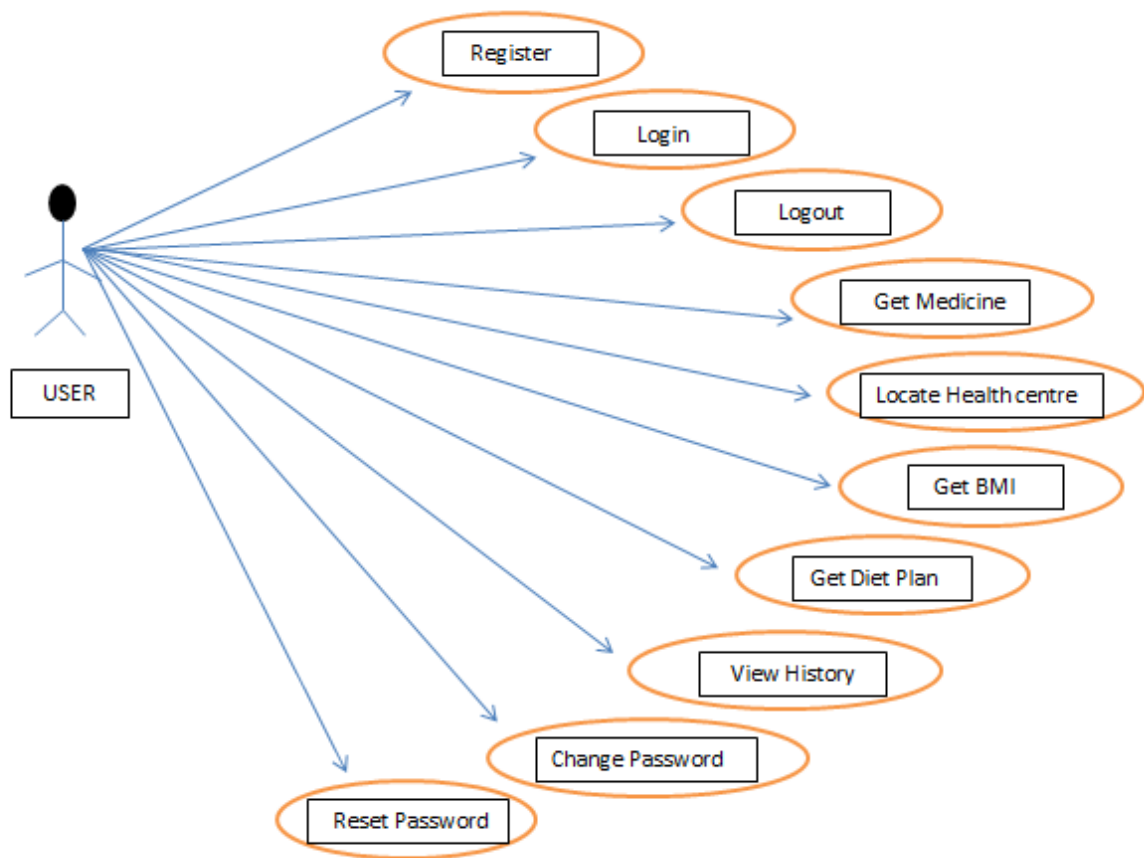 Register
Login
Logout
Get Medicine
USER
Locate Health centre
Get BMI
Get Diet Plan
View History
Change Password
Reset Password